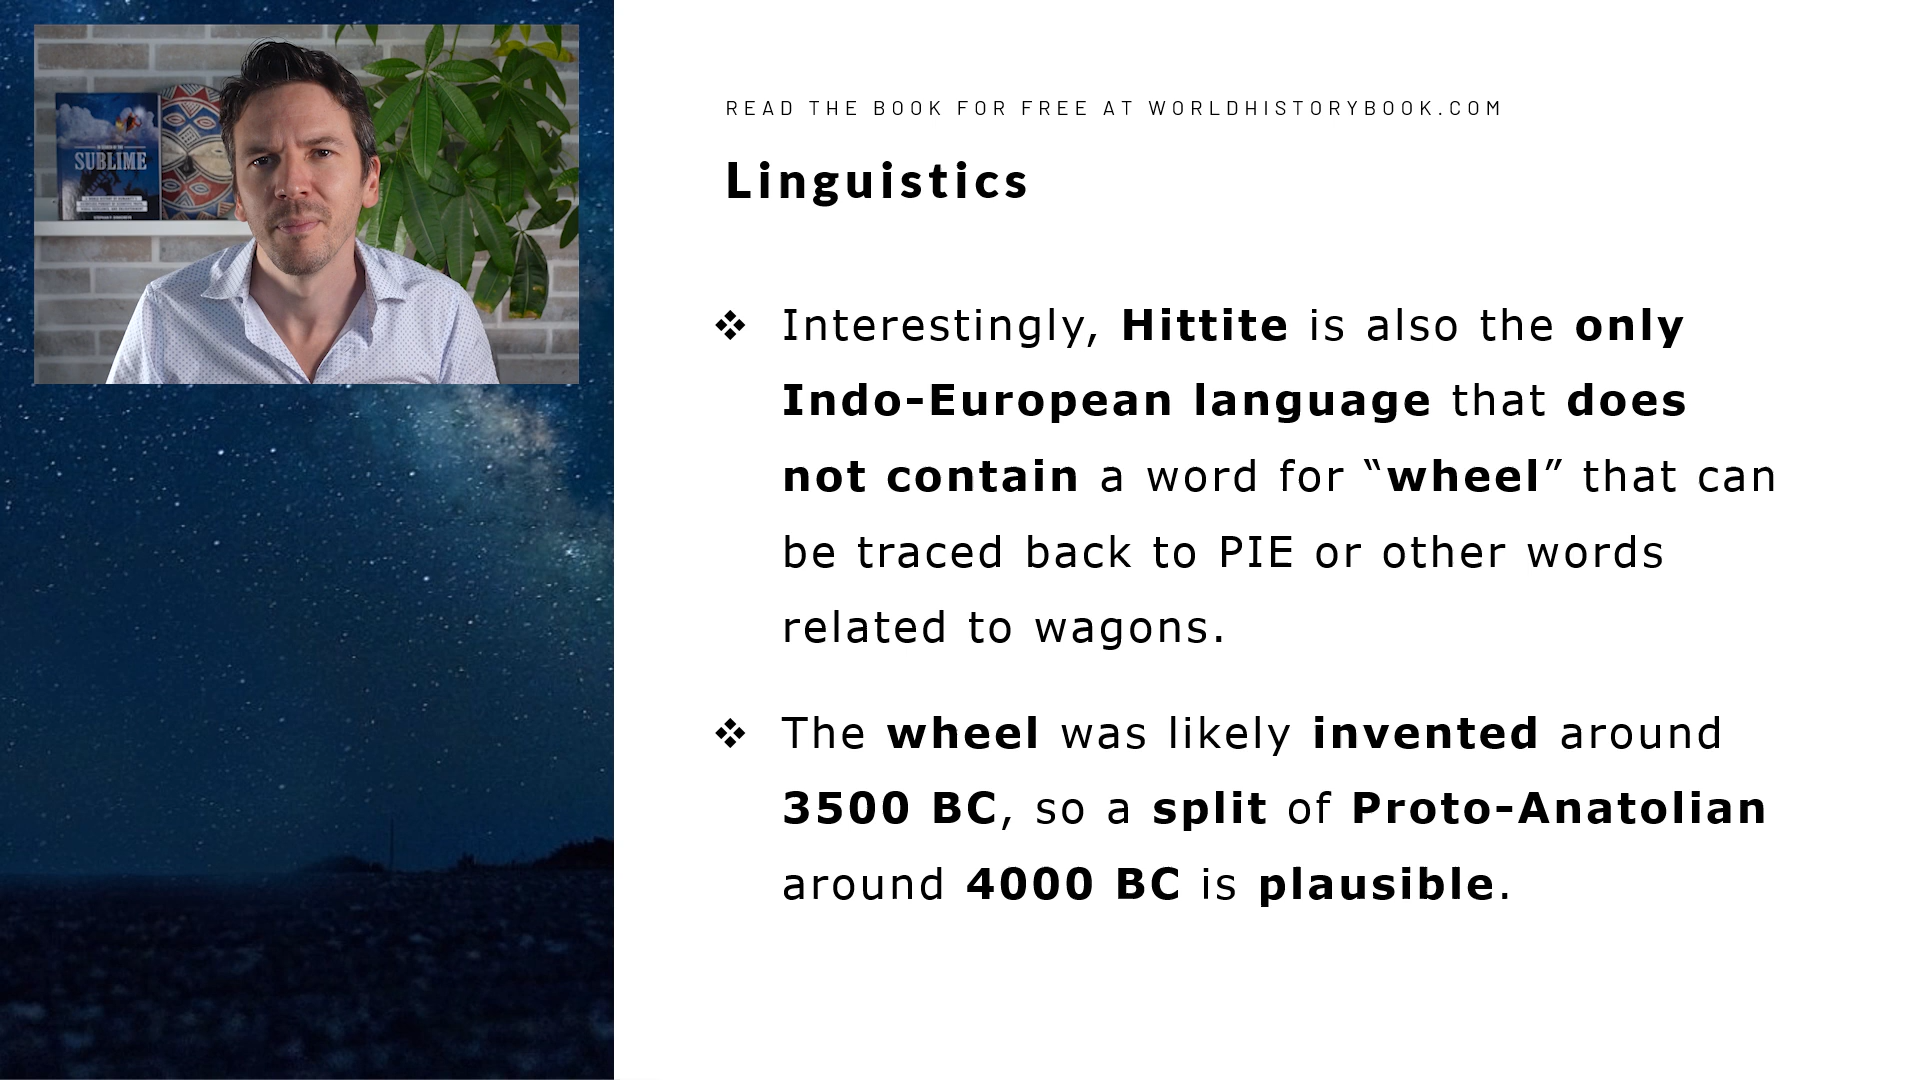 SUBLIME
READ THE BOOK FOR FREE AT WORLDHISTORYBOOK.COM
Linguistics
❖ Interestingly, Hittite is also the only
Indo-European language that does
not contain a word for “wheel” that can
be traced back to PIE or other words
related to wagons.
❖ The wheel was likely invented around
3500 BC, so a split of Proto-Anatolian
around 4000 BC is plausible.